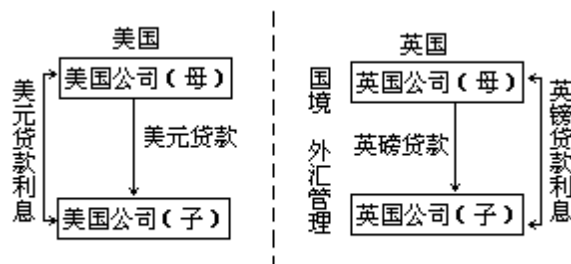 美国
美国公司（母）
美元贷款利息
美元贷款
美国公司（子）
国境 外汇管理
英国
英国公司（母）
英磅贷款
英镑贷款利息
英国公司（子）